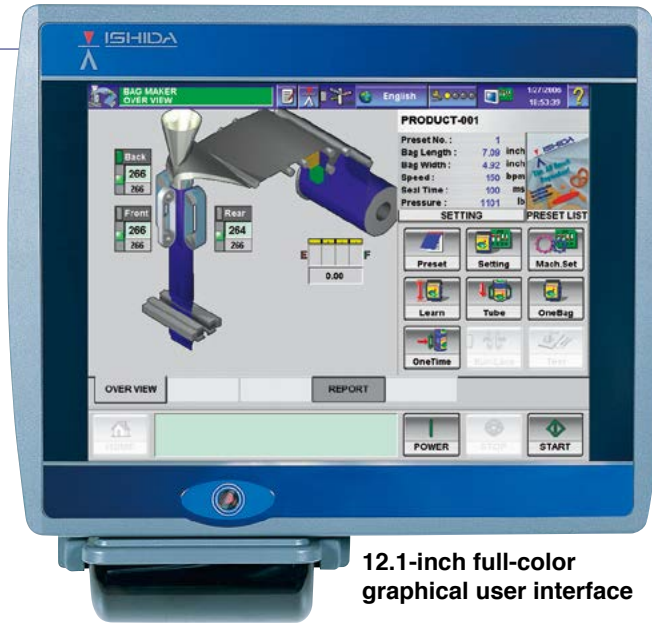 ISHIDA
BAG MAKER
OVER VIEW
English
1/27/2006
18:53:39
?
PRODUCT-001
Preset No. : 1
Bag Length : 7.09 inch
Bag Width : 4.92 inch
Speed : 150 bpm
Seal Time : 100 ms
Pressure : 1101 lb
ISHIDA
SETTING
PRESET LIST
Back
266
266
Front
266
266
Rear
264
266
E F
0.00
Preset
Setting
Mach.Set
Learn
Tube
OneBag
OneTime
Test
OVER VIEW
REPORT
HOME
POWER
STOP
START
12.1-inch full-color
graphical user interface